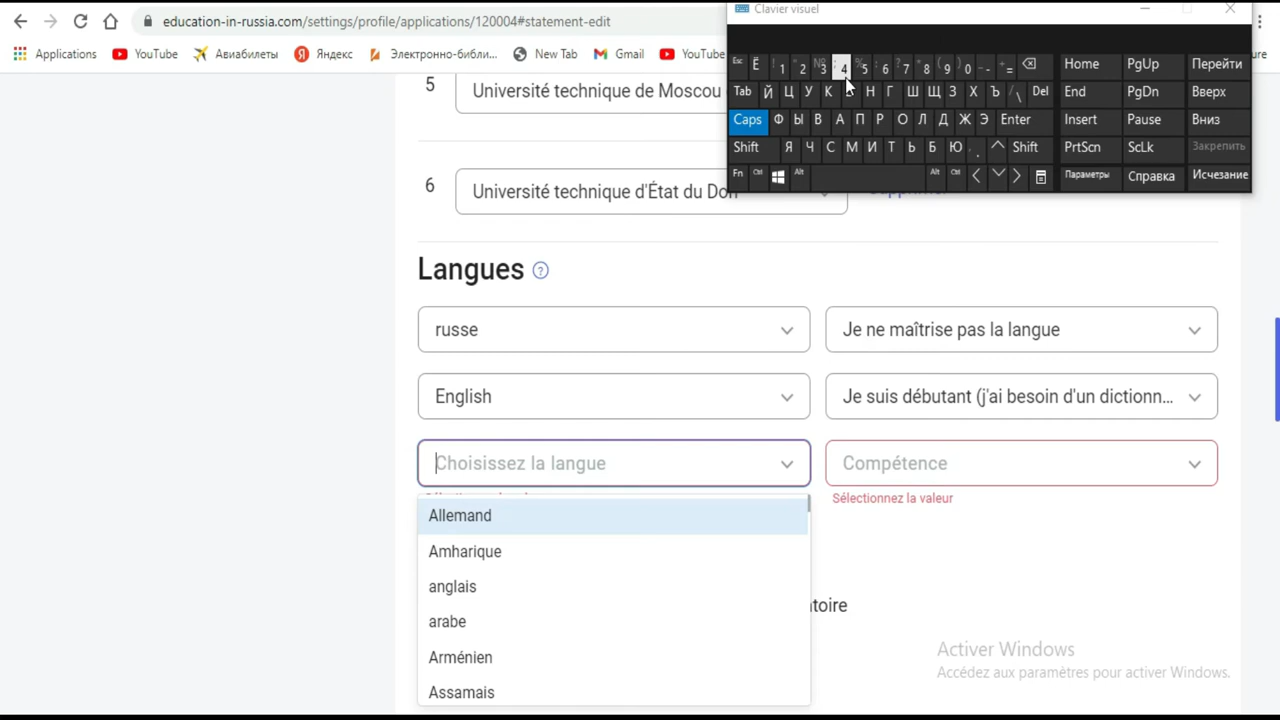 education-in-russia.com/settings/profile/applications/120004#statement-edit
Applications YouTube Авиабилеты Яндекс Электронно-библи... New Tab Gmail YouTube
Clavier visuel
Esc Ё ! 1 " 2 № 3 ; 4 % 5 : 6 ? 7 * 8 ( 9 ) 0 _ - + = Home PgUp Перейти
Tab Й Ц У К Н Г Ш Щ З Х Ъ / \ Del End PgDn Вверх
Caps Ф Ы В А П Р О Л Д Ж Э Enter Insert Pause Вниз
Shift Я Ч С М И Т Ь Б Ю , . Shift PrtScn ScLk Закрепить
Fn Ctrl Alt Alt Ctrl Параметры Справка Исчезание
5 Université technique de Moscou
6 Université technique d'État du Don
Langues ?
russe Je ne maîtrise pas la langue
English Je suis débutant (j'ai besoin d'un dictionn...
Choisissez la langue Compétence
Sélectionnez la valeur
Allemand
Amharique
anglais
arabe
Arménien
Assamais
toire
Activer Windows
Accédez aux paramètres pour activer Windows.